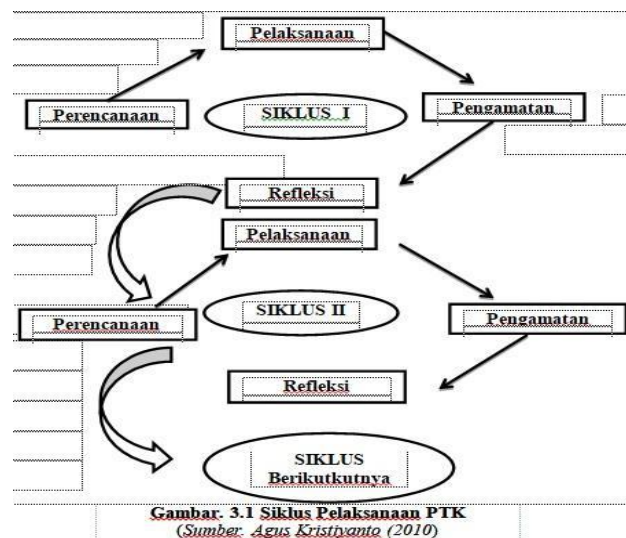 Pelaksanaan
Perencanaan
SIKLUS I
Pengamatan
Refleksi
Pelaksanaan
Perencanaan
SIKLUS II
Pengamatan
Refleksi
SIKLUS
Berikutkutnya
Gambar. 3.1 Siklus Pelaksanaan PTK
(Sumber. Agus Kristiyanto (2010)